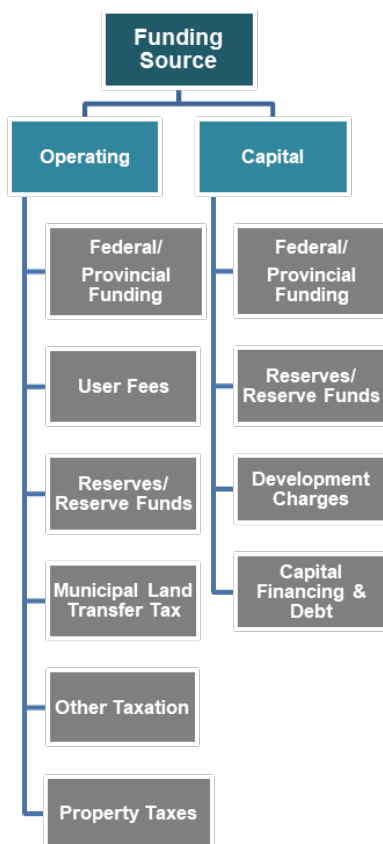 Funding
Source
Operating
Capital
Federal/
Provincial
Funding
User Fees
Reserves/
Reserve Funds
Municipal Land
Transfer Tax
Other Taxation
Property Taxes
Federal/
Provincial
Funding
Reserves/
Reserve Funds
Development
Charges
Capital
Financing &
Debt